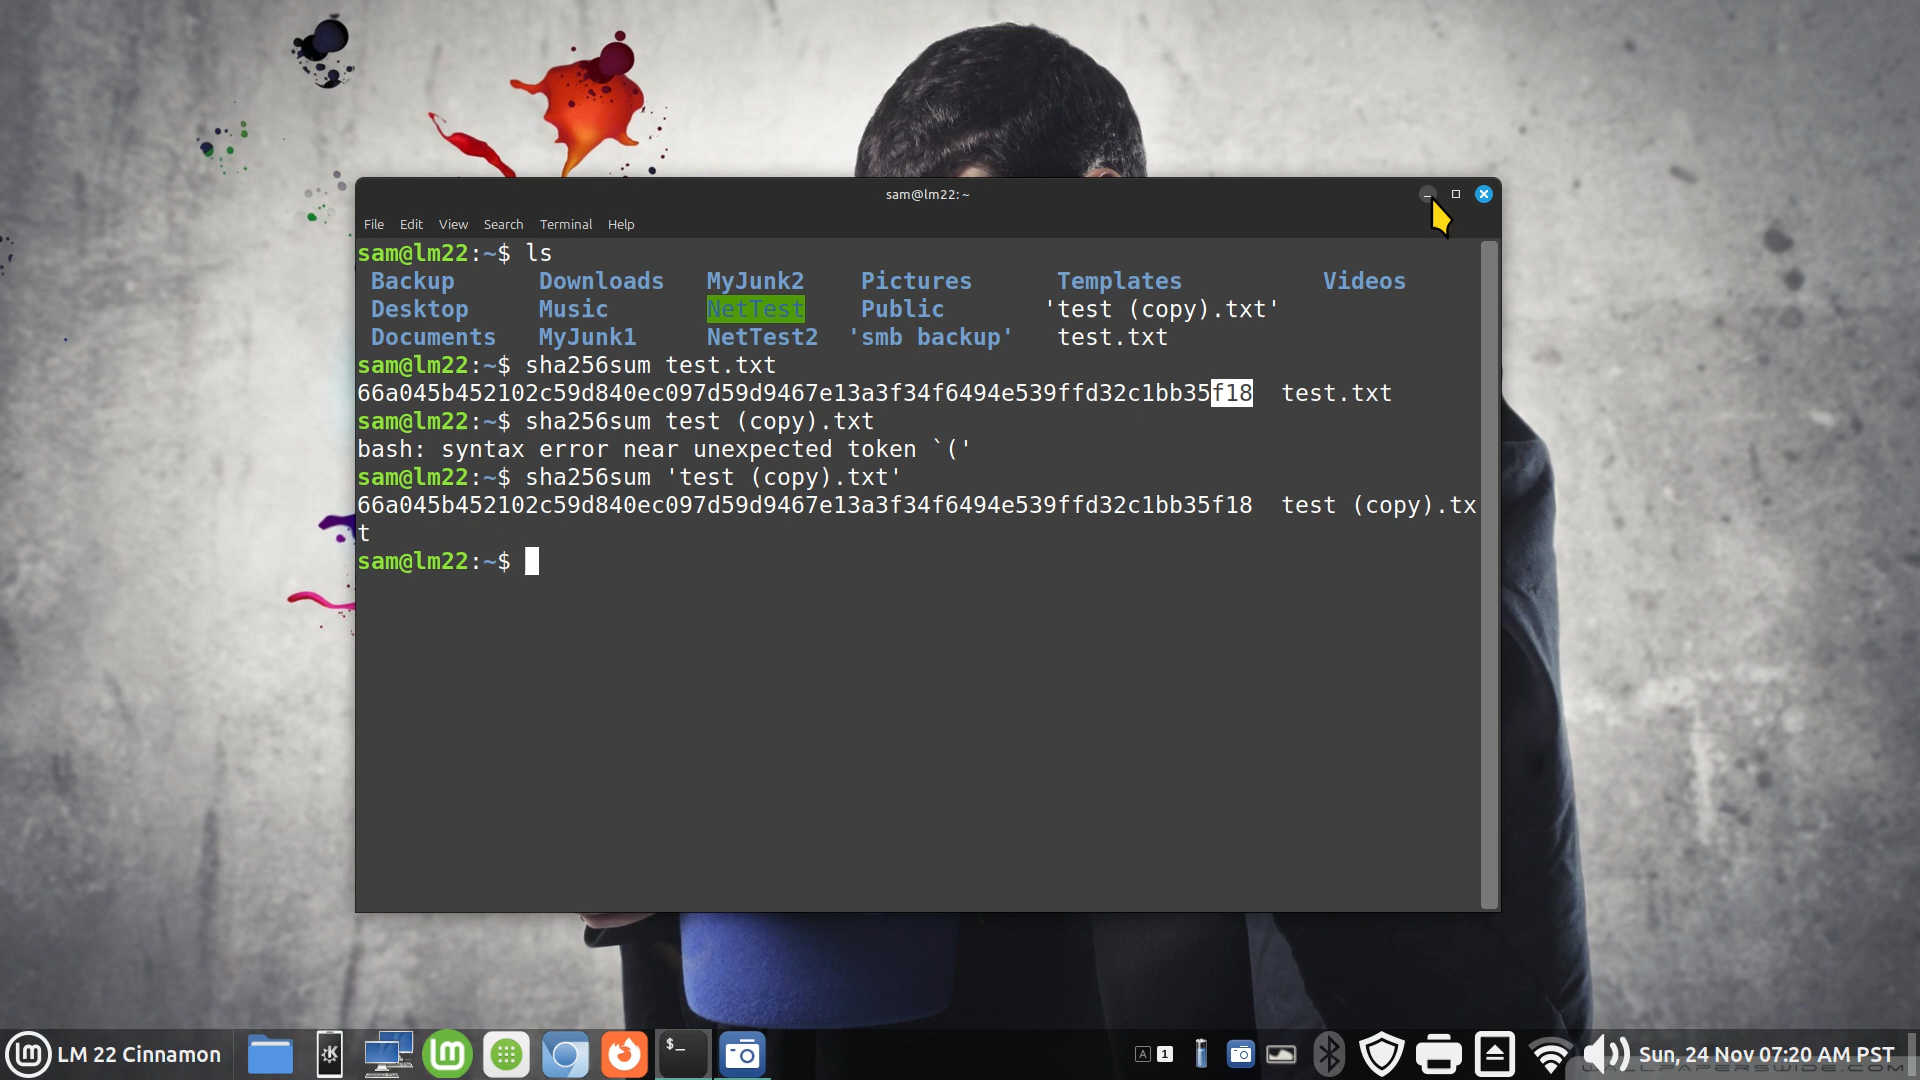 sam@lm22:~
File Edit View Search Terminal Help
sam@lm22:~$ ls
Backup Downloads MyJunk2 Pictures Templates Videos
Desktop Music NetTest Public 'test (copy).txt'
Documents MyJunk1 NetTest2 'smb backup' test.txt
sam@lm22:~$ sha256sum test.txt
66a045b452102c59d840ec097d59d9467e13a3f34f6494e539ffd32c1bb35f18 test.txt
sam@lm22:~$ sha256sum test (copy).txt
bash: syntax error near unexpected token `('
sam@lm22:~$ sha256sum 'test (copy).txt'
66a045b452102c59d840ec097d59d9467e13a3f34f6494e539ffd32c1bb35f18 test (copy).tx
t
sam@lm22:~$
LM 22 Cinnamon $_ A 1 Sun, 24 Nov 07:20 AM PST
WALLPAPERSWIDE.COM